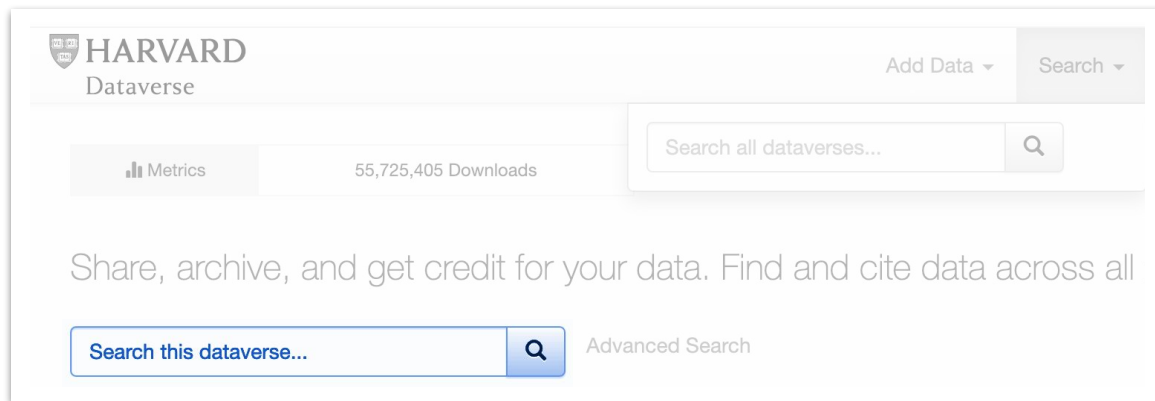 HARVARD
Dataverse
Add Data
Search
Search all dataverses...
Metrics
55,725,405 Downloads
Share, archive, and get credit for your data. Find and cite data across all
Search this dataverse...
Advanced Search